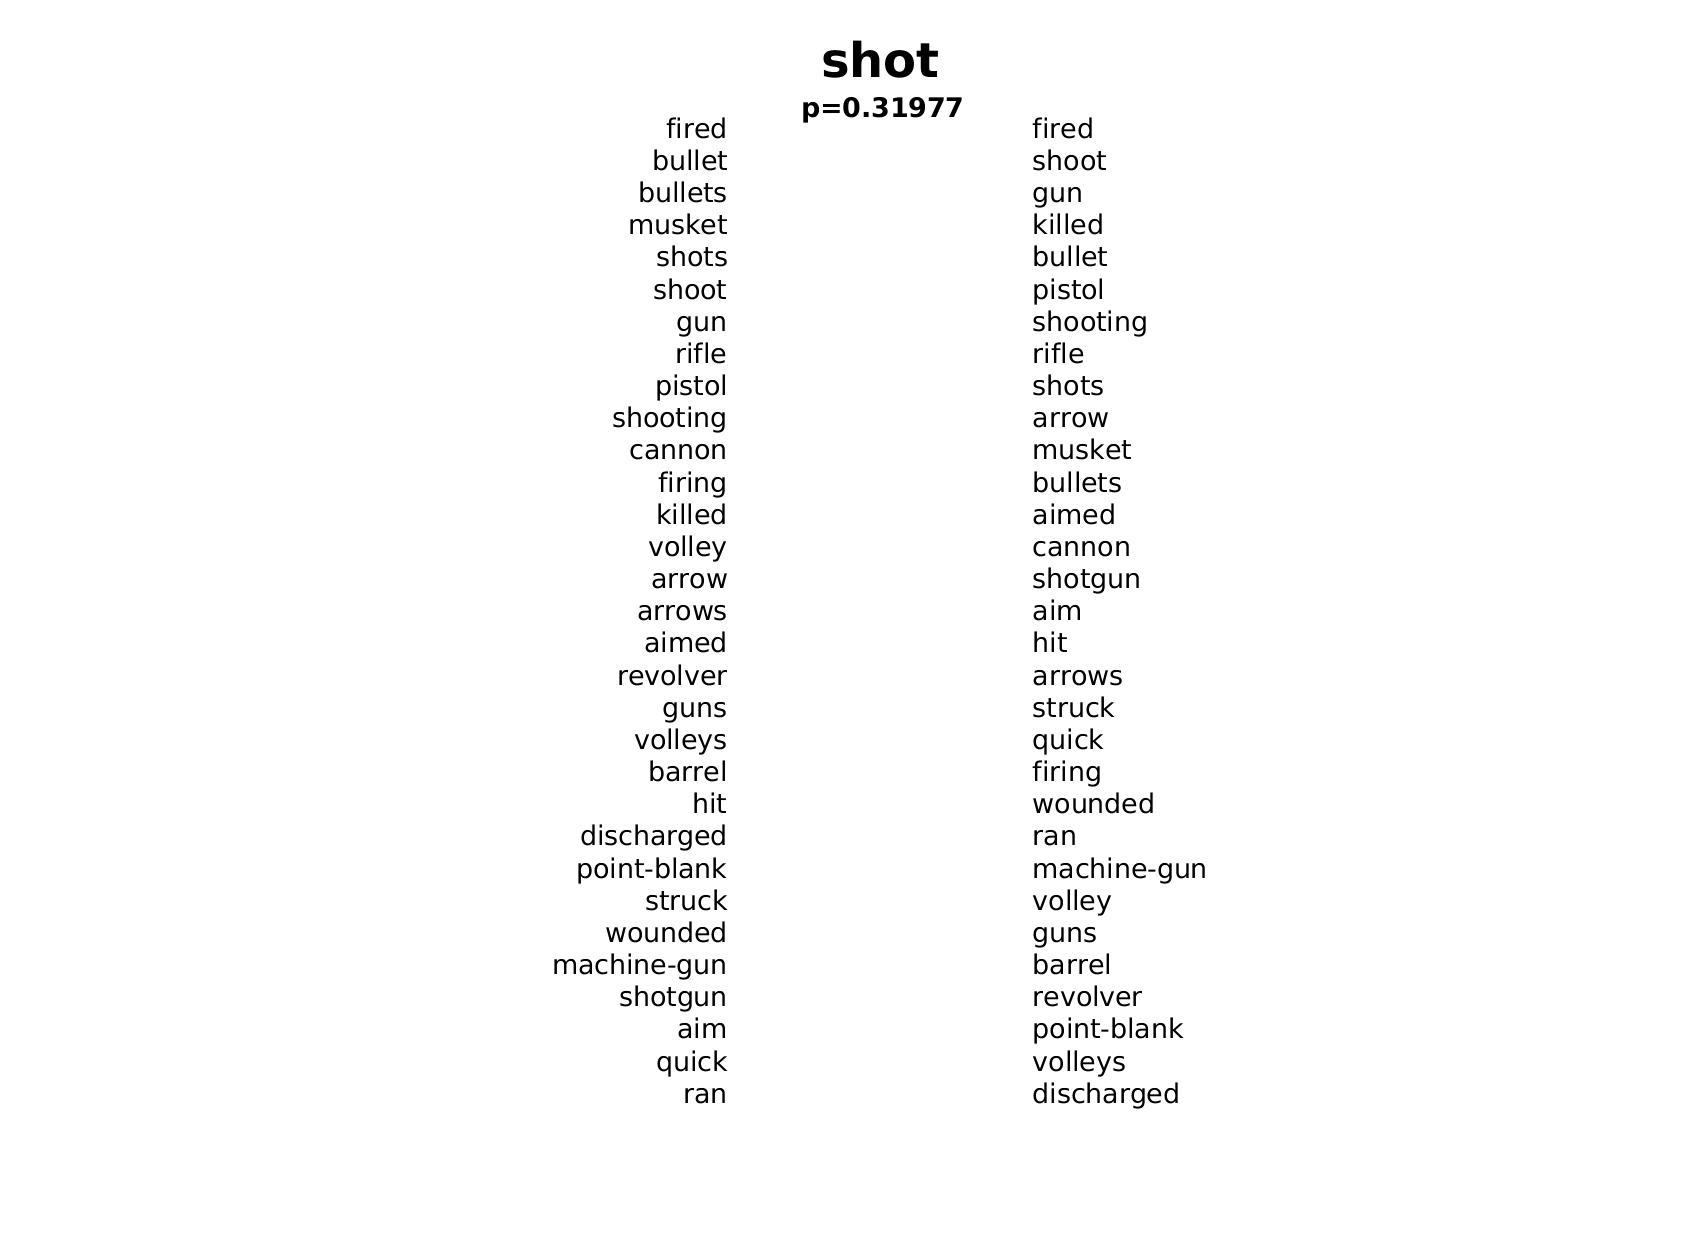 shot
p=0.31977
fired fired
bullet shoot
bullets gun
musket killed
shots bullet
shoot pistol
gun shooting
rifle rifle
pistol shots
shooting arrow
cannon musket
firing bullets
killed aimed
volley cannon
arrow shotgun
arrows aim
aimed hit
revolver arrows
guns struck
volleys quick
barrel firing
hit wounded
discharged ran
point-blank machine-gun
struck volley
wounded guns
machine-gun barrel
shotgun revolver
aim point-blank
quick volleys
ran discharged